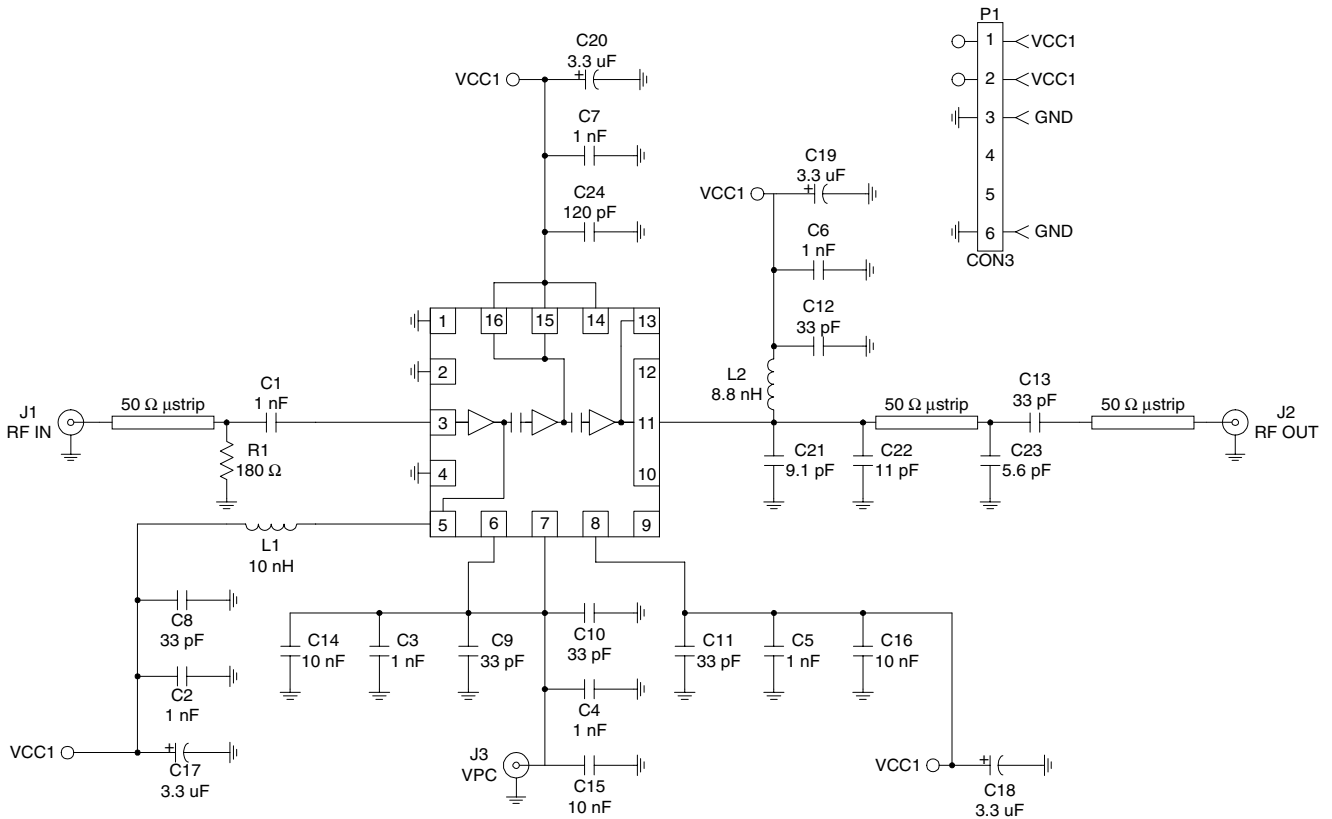 P1
C20
3.3 uF
+
VCC1
1
VCC1
2
VCC1
3
GND
4
5
6
GND
CON3
C7
1 nF
C24
120 pF
C19
3.3 uF
+
VCC1
C6
1 nF
C12
33 pF
L2
8.8 nH
1
16
15
14
13
2
12
3
11
4
10
5
6
7
8
9
J1
RF IN
50 Ω µstrip
C1
1 nF
R1
180 Ω
50 Ω µstrip
C13
33 pF
50 Ω µstrip
J2
RF OUT
C21
9.1 pF
C22
11 pF
C23
5.6 pF
L1
10 nH
C8
33 pF
C2
1 nF
VCC1
+
C17
3.3 uF
C14
10 nF
C3
1 nF
C9
33 pF
C10
33 pF
C4
1 nF
J3
VPC
C15
10 nF
C11
33 pF
C5
1 nF
C16
10 nF
VCC1
+
C18
3.3 uF